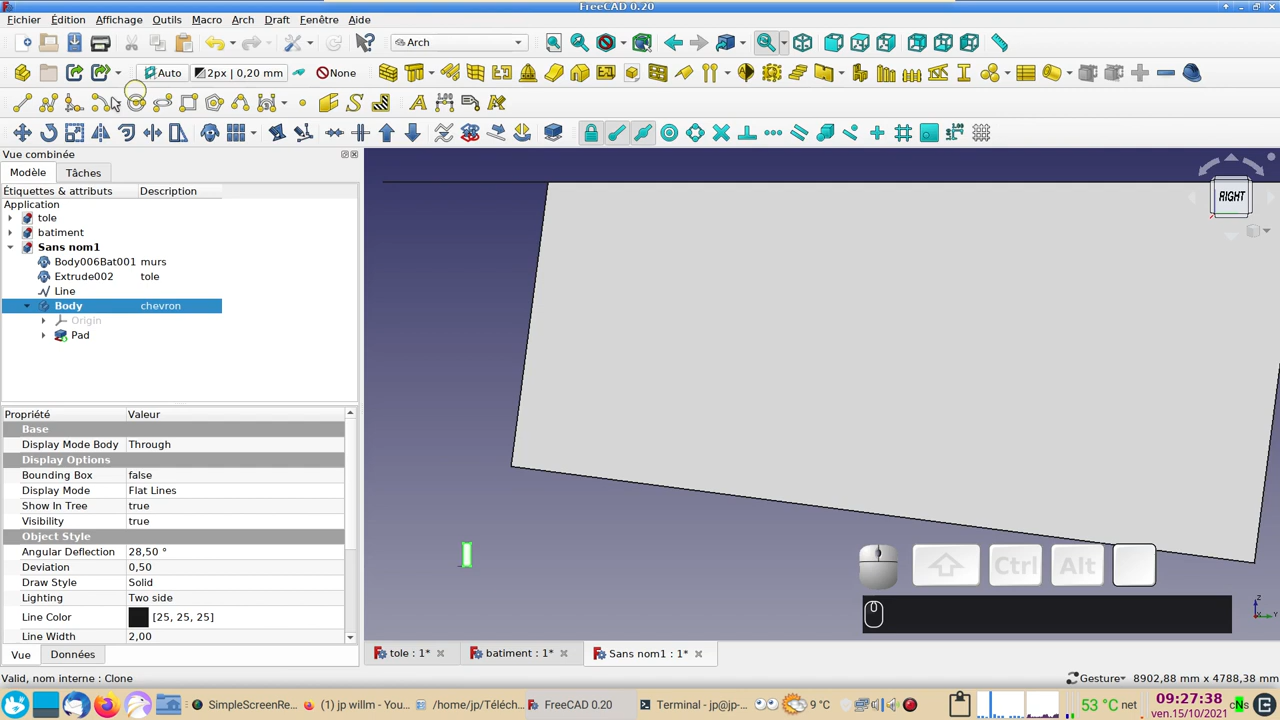 FreeCAD 0.20
Fichier Édition Affichage Outils Macro Arch Draft Fenêtre Aide
Arch
Auto 2px | 0,20 mm None
Vue combinée
Modèle Tâches
Étiquettes & attributs Description
Application
tole
batiment
Sans nom1
Body006Bat001 murs
Extrude002 tole
Line
Body chevron
Origin
Pad
RIGHT
Propriété Valeur
Base
Display Mode Body Through
Display Options
Bounding Box false
Display Mode Flat Lines
Show In Tree true
Visibility true
Object Style
Angular Deflection 28,50 °
Deviation 0,50
Draw Style Solid
Lighting Two side
Line Color [25, 25, 25]
Line Width 2,00
Ctrl Alt
Vue Données
tole : 1* batiment : 1* Sans nom1 : 1*
Valid, nom interne : Clone Gesture 8902,88 mm x 4788,38 mm
SimpleScreenRe... (1) jp willm - You... /home/jp/Téléch... FreeCAD 0.20 Terminal - jp@jp-... 9 °C 53 °C net 09:27:38 cNs
ven.15/10/2021